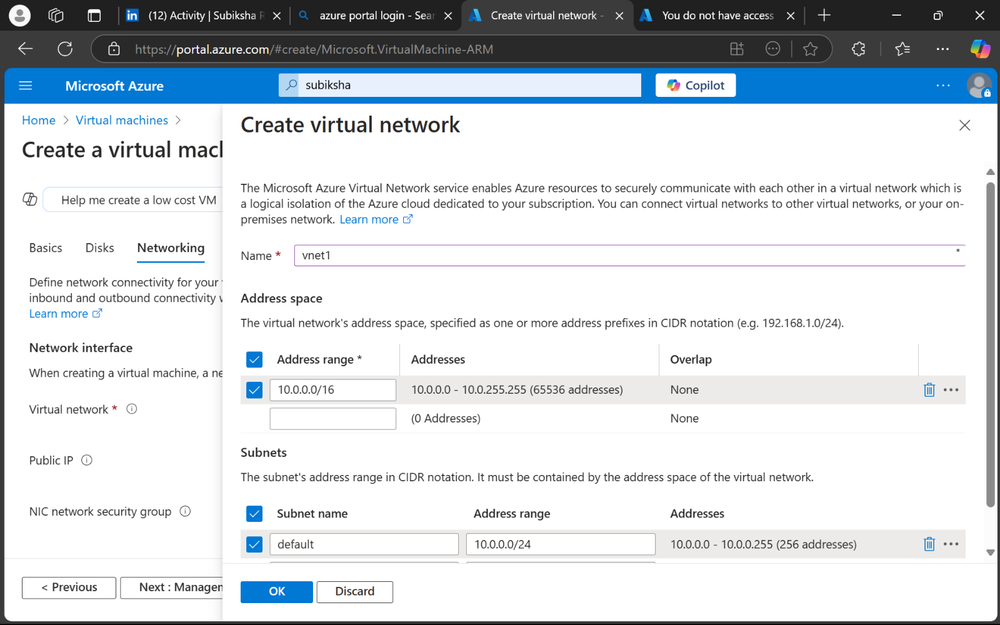 (12) Activity | Subiksha R
azure portal login - Sear
Create virtual network -
You do not have access
https://portal.azure.com/#create/Microsoft.VirtualMachine-ARM
Microsoft Azure
subiksha
Copilot
Home > Virtual machines >
Create a virtual macl
Help me create a low cost VM
Basics
Disks
Networking
Define network connectivity for your
inbound and outbound connectivity
Learn more
Network interface
When creating a virtual machine, a ne
Virtual network *
Public IP
NIC network security group
< Previous
Next : Managen
Create virtual network
The Microsoft Azure Virtual Network service enables Azure resources to securely communicate with each other in a virtual network which is
a logical isolation of the Azure cloud dedicated to your subscription. You can connect virtual networks to other virtual networks, or your on-
premises network. Learn more
Name * vnet1
Address space
The virtual network's address space, specified as one or more address prefixes in CIDR notation (e.g. 192.168.1.0/24).
Address range * Addresses Overlap
10.0.0.0/16 10.0.0.0 - 10.0.255.255 (65536 addresses) None
(0 Addresses) None
Subnets
The subnet's address range in CIDR notation. It must be contained by the address space of the virtual network.
Subnet name Address range Addresses
default 10.0.0.0/24 10.0.0.0 - 10.0.0.255 (256 addresses)
OK
Discard